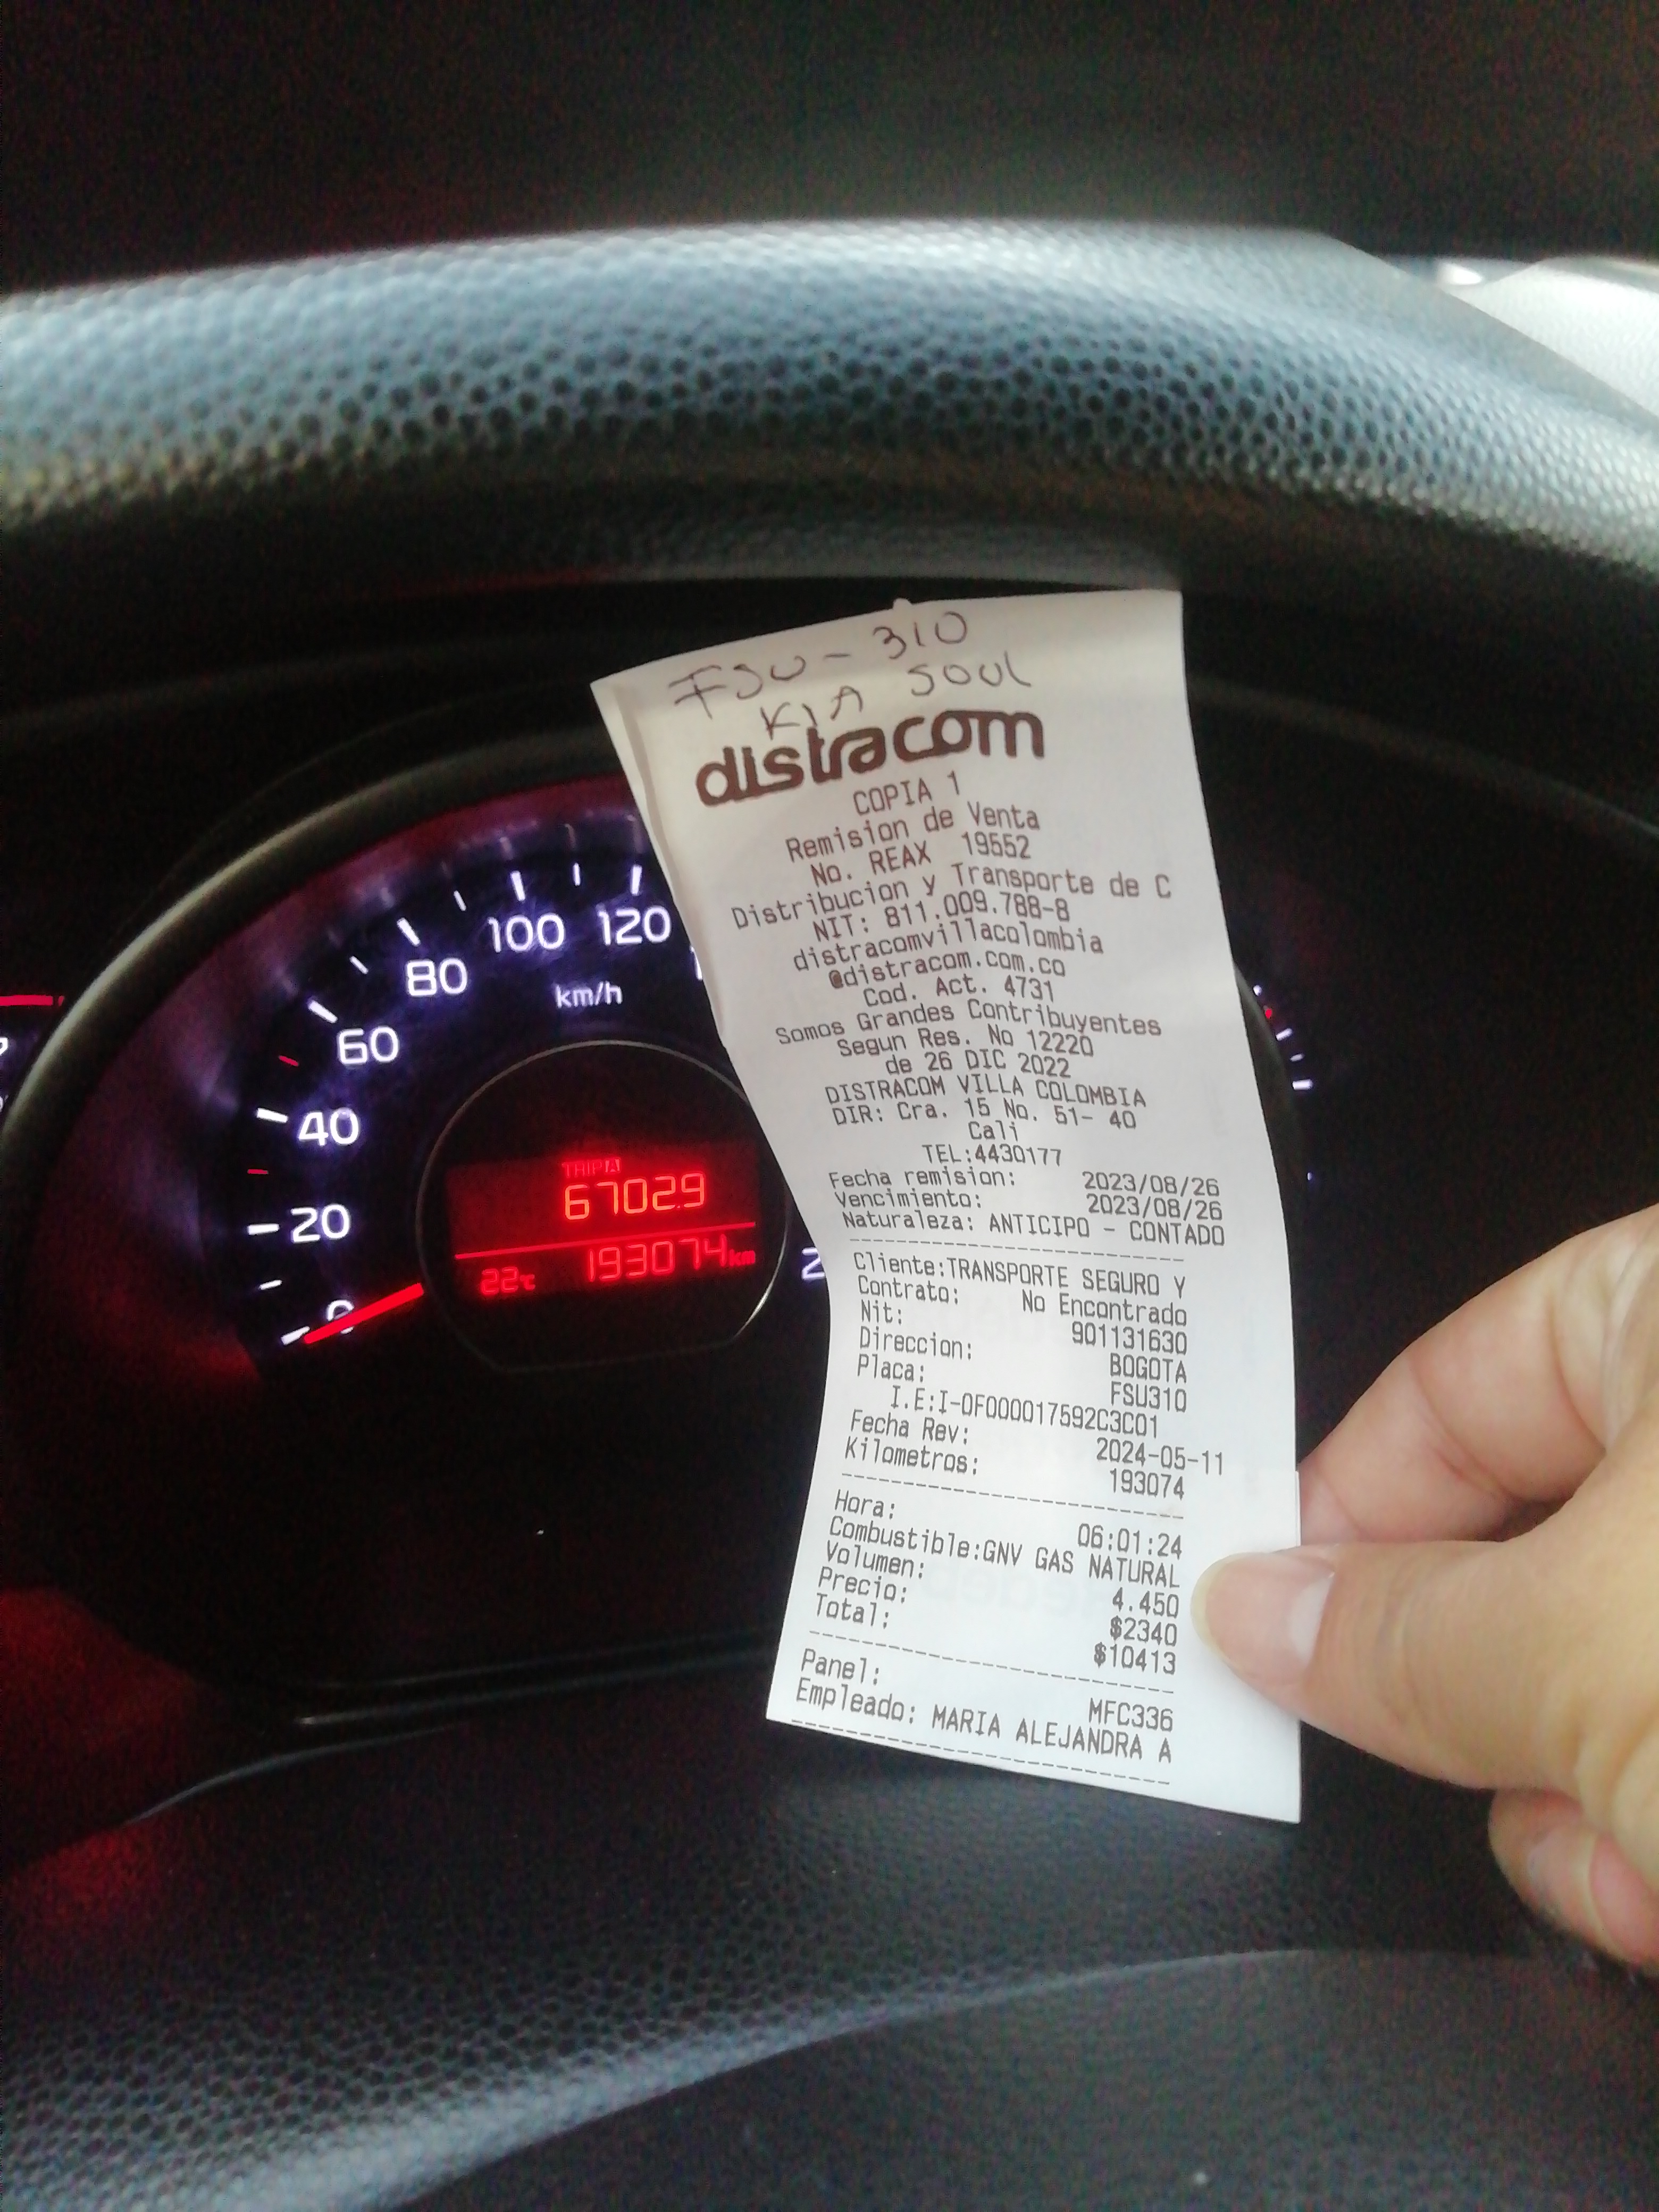 FSU-310
KIA SOUL
distracom
COPIA 1
Remision de Venta
No. REAX 19552
Distribucion y Transporte de C
NIT: 811.009.788-8
distracomvillacolombia
@distracom.com.co
Cod. Act. 4731
Somos Grandes Contribuyentes
Segun Res. No 12220
de 26 DIC 2022
DISTRACOM VILLA COLOMBIA
DIR: Cra. 15 No. 51- 40
Cali
TEL:4430177
Fecha remision: 2023/08/26
Vencimiento: 2023/08/26
Naturaleza: ANTICIPO - CONTADO
Cliente:TRANSPORTE SEGURO Y
Contrato: No Encontrado
Nit: 901131630
Direccion: BOGOTA
Placa: FSU310
I.E:I-0F000017592C3C01
Fecha Rev: 2024-05-11
Kilometros: 193074
Hora: 06:01:24
Combustible:GNV GAS NATURAL
Volumen: 4.450
Precio: $2340
Total: $10413
Panel: MFC336
Empleado: MARIA ALEJANDRA A
0
20
40
60
80
100
120
km/h
TRIP A
6702.9
22°C 193074km